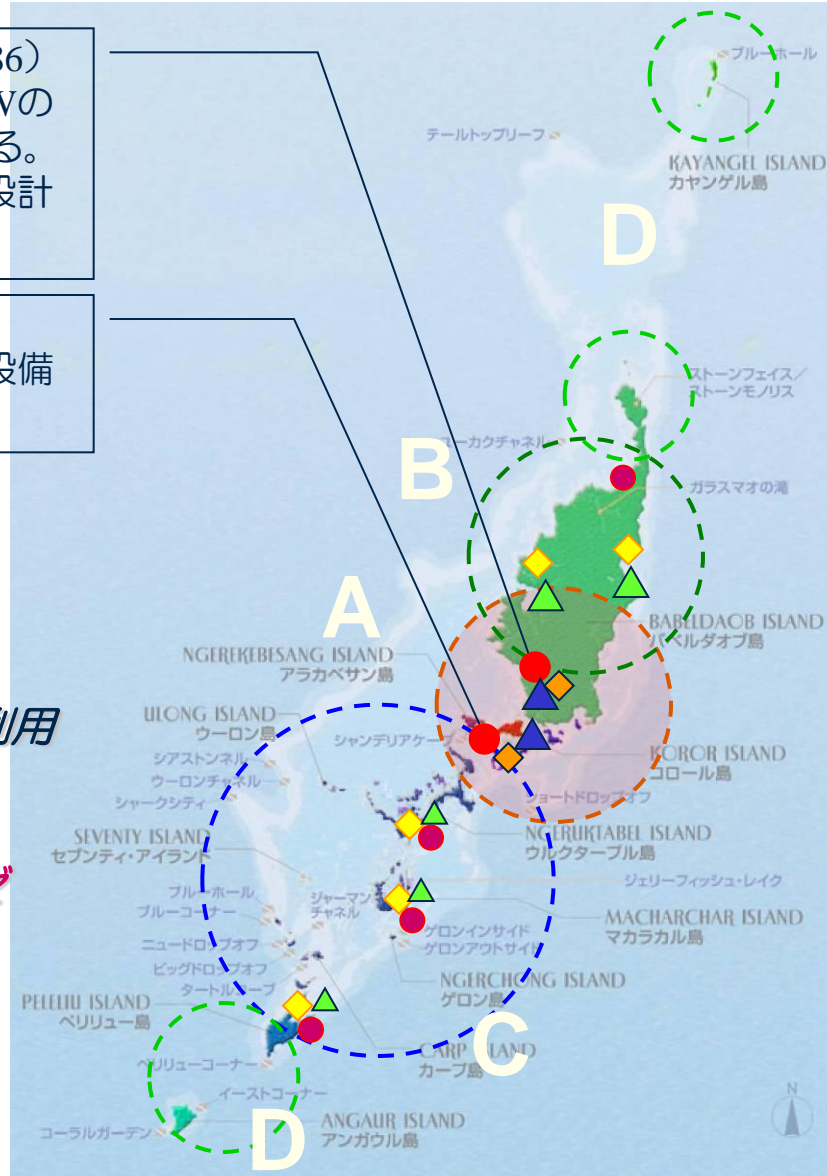 86）
Wの
る。
設計
設備
利用
ブルーホール
テールトップリーフ
KAYANGEL ISLAND
カヤンゲル島
D
ストーンフェイス／
ストーンモノリス
ユーカクチャネル
B
ガラスマオの滝
A
BABELDAOB ISLAND
バベルダオブ島
NGEREKEBESANG ISLAND
アラカベサン島
ULONG ISLAND
ウーロン島
シャンデリアケーブ
KOROR ISLAND
コロール島
シアストンネル
ウーロンチャネル
シャークシティ
ショートドロップオフ
SEVENTY ISLAND
セブンティ・アイランド
NGERUKTABEL ISLAND
ウルクターブル島
ジェリーフィッシュ・レイク
ブルーホール
ブルーコーナー
ジャーマン
チャネル
MACHARCHAR ISLAND
マカラカル島
ニュードロップオフ
ゲロンインサイド
ゲロンアウトサイド
ビッグドロップオフ
NGERCHONG ISLAND
ゲロン島
PELELIU ISLAND
ペリリュー島
C
CARP ISLAND
カープ島
ペリリューコーナー
イーストコーナー
ANGAUR ISLAND
アンガウル島
コーラルガーデン
D
N